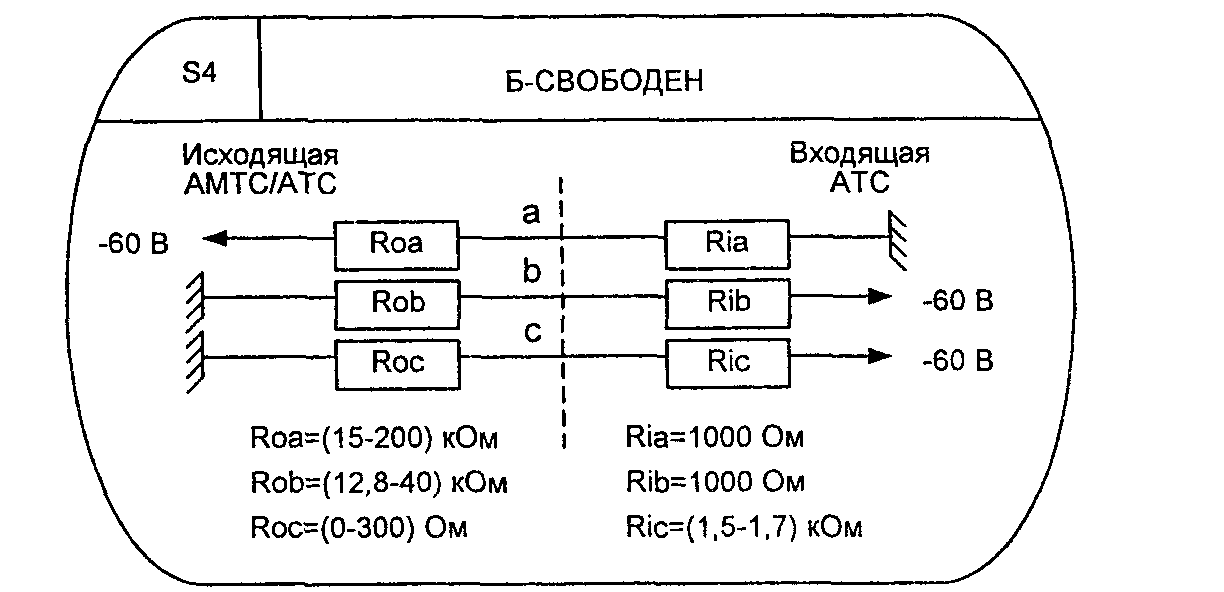 S4
Б-СВОБОДЕН
Исходящая
АМТС/АТС
Входящая
АТС
a
-60 В
Roa
Ria
b
Rob
Rib
-60 В
c
Roc
Ric
-60 В
Roa=(15-200) кОм
Ria=1000 Ом
Rob=(12,8-40) кОм
Rib=1000 Ом
Roc=(0-300) Ом
Ric=(1,5-1,7) кОм